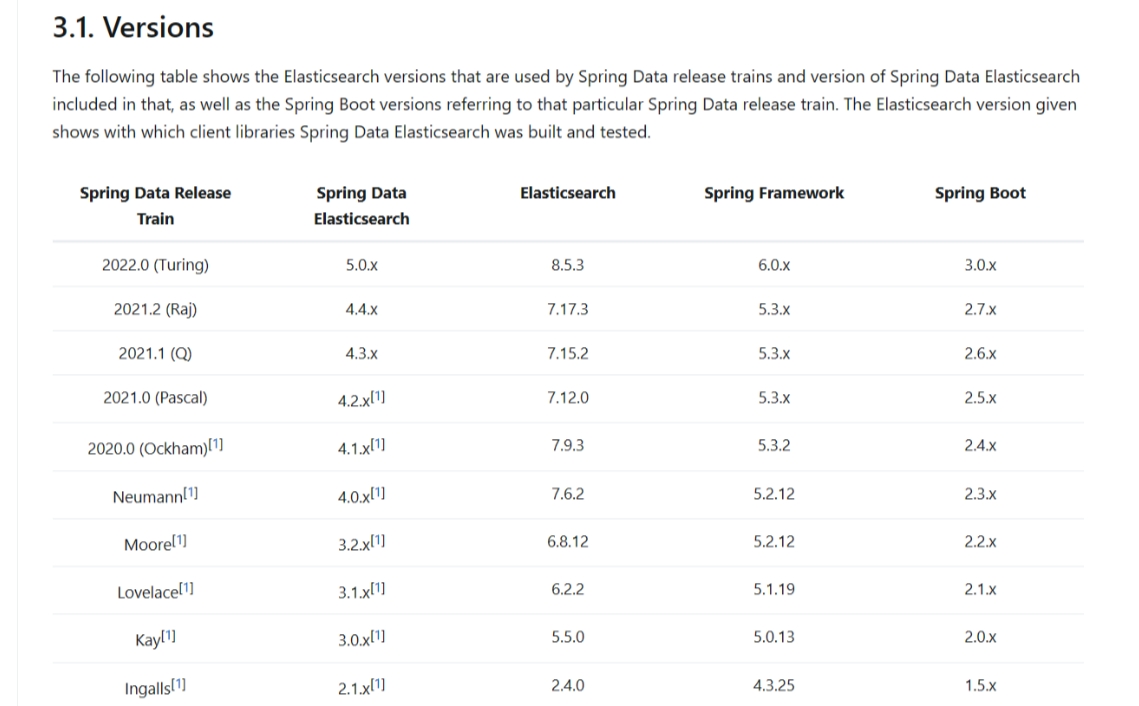 3.1. Versions
The following table shows the Elasticsearch versions that are used by Spring Data release trains and version of Spring Data Elasticsearch
included in that, as well as the Spring Boot versions referring to that particular Spring Data release train. The Elasticsearch version given
shows with which client libraries Spring Data Elasticsearch was built and tested.
Spring Data Release Train Spring Data Elasticsearch Elasticsearch Spring Framework Spring Boot
2022.0 (Turing) 5.0.x 8.5.3 6.0.x 3.0.x
2021.2 (Raj) 4.4.x 7.17.3 5.3.x 2.7.x
2021.1 (Q) 4.3.x 7.15.2 5.3.x 2.6.x
2021.0 (Pascal) 4.2.x[1] 7.12.0 5.3.x 2.5.x
2020.0 (Ockham)[1] 4.1.x[1] 7.9.3 5.3.2 2.4.x
Neumann[1] 4.0.x[1] 7.6.2 5.2.12 2.3.x
Moore[1] 3.2.x[1] 6.8.12 5.2.12 2.2.x
Lovelace[1] 3.1.x[1] 6.2.2 5.1.19 2.1.x
Kay[1] 3.0.x[1] 5.5.0 5.0.13 2.0.x
Ingalls[1] 2.1.x[1] 2.4.0 4.3.25 1.5.x